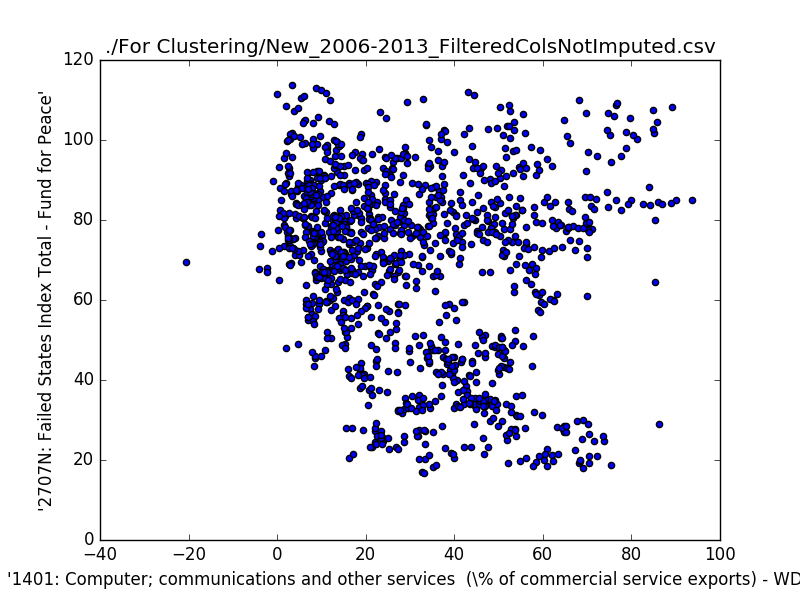 ./For Clustering/New_2006-2013_FilteredColsNotImputed.csv
120
100
80
60
40
20
0
'2707N: Failed States Index Total - Fund for Peace'
−40 −20 0 20 40 60 80 100
'1401: Computer; communications and other services (\% of commercial service exports) - WD